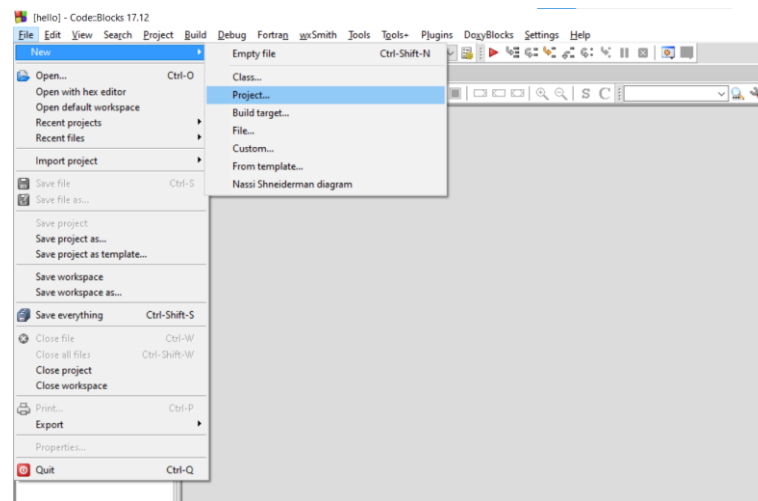 [hello] - Code::Blocks 17.12
File Edit View Search Project Build Debug Fortran wxSmith Tools Tools+ Plugins DoxyBlocks Settings Help
New
Empty file Ctrl-Shift-N
Class...
Project...
Build target...
File...
Custom...
From template...
Nassi Shneiderman diagram
Open... Ctrl-O
Open with hex editor
Open default workspace
Recent projects
Recent files
Import project
Save file Ctrl-S
Save file as...
Save project
Save project as...
Save project as template...
Save workspace
Save workspace as...
Save everything Ctrl-Shift-S
Close file Ctrl-W
Close all files Ctrl-Shift-W
Close project
Close workspace
Print... Ctrl-P
Export
Properties...
Quit Ctrl-Q
S C